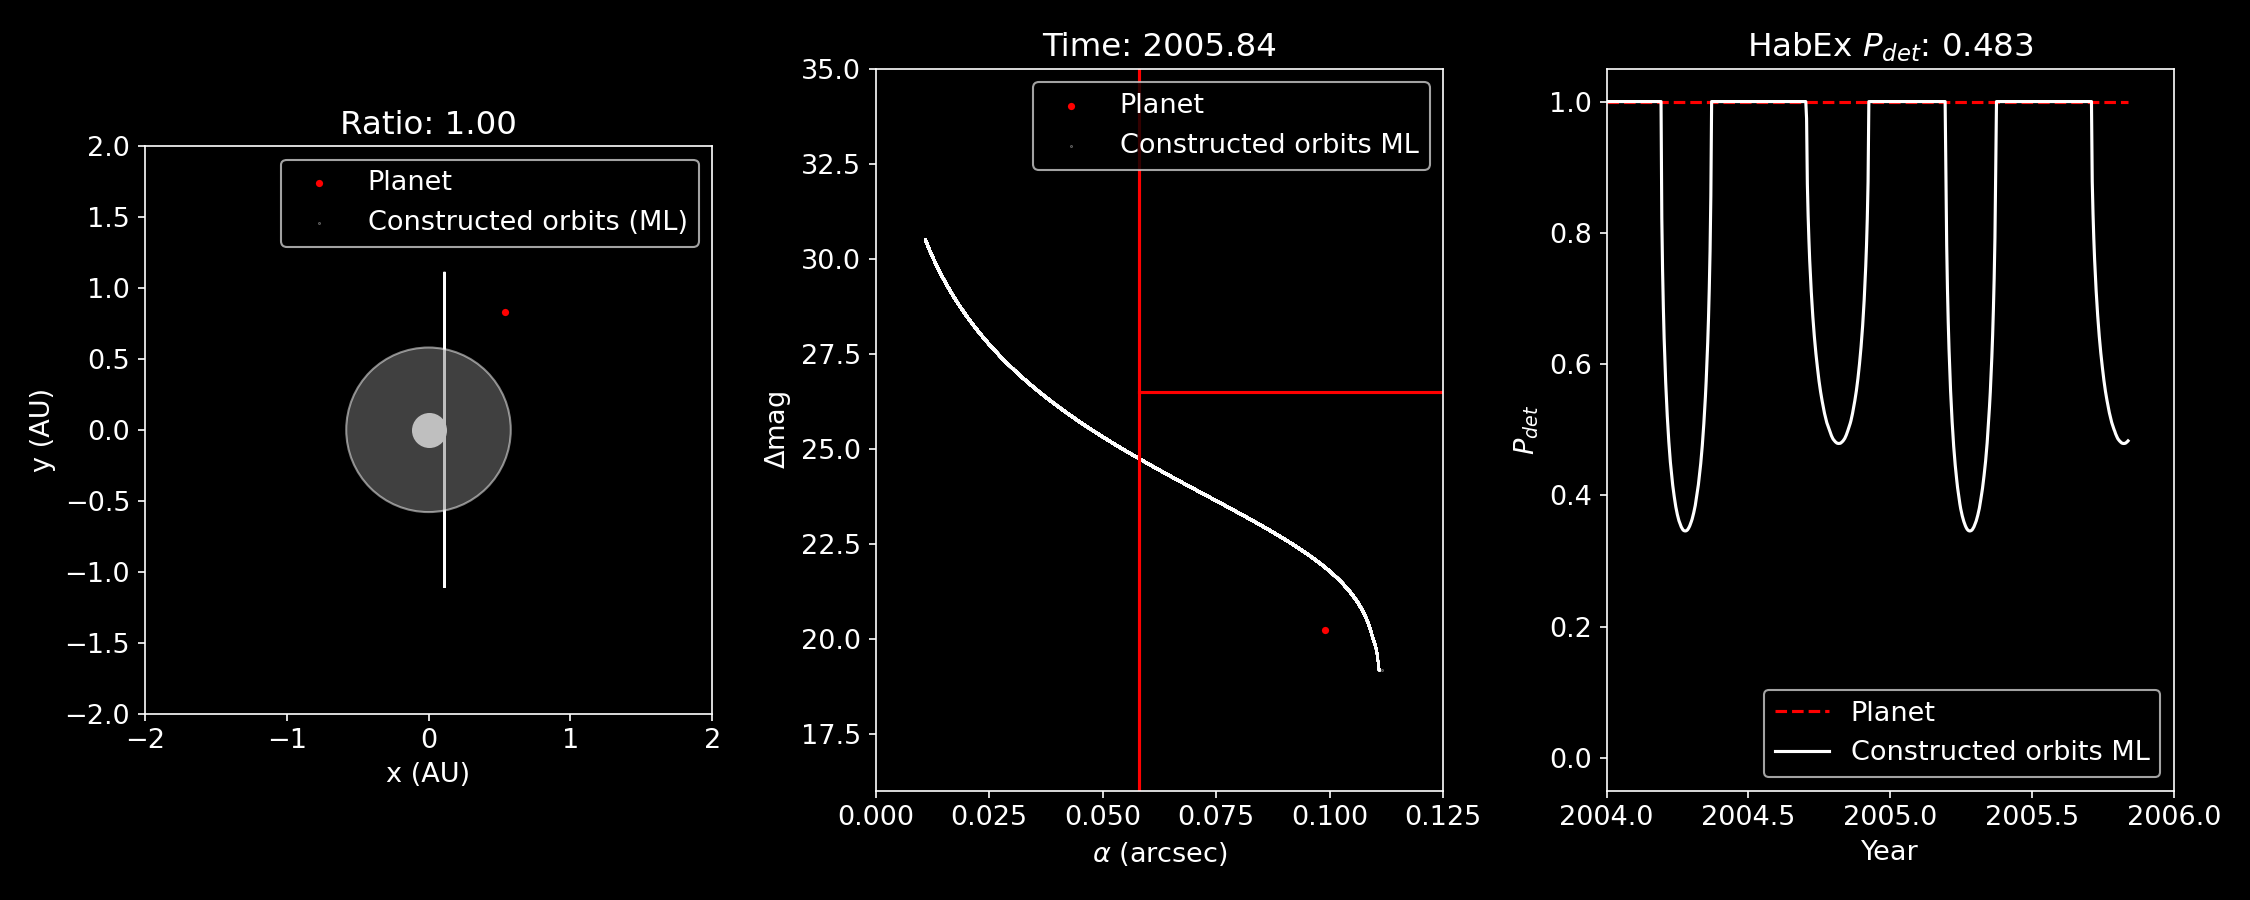 Ratio: 1.00
2.0
1.5
1.0
0.5
0.0
−0.5
−1.0
−1.5
−2.0
y (AU)
Planet
Constructed orbits (ML)
−2 −1 0 1 2
x (AU)
Time: 2005.84
35.0
32.5
30.0
27.5
25.0
22.5
20.0
17.5
Δmag
Planet
Constructed orbits ML
0.000 0.025 0.050 0.075 0.100 0.125
α (arcsec)
HabEx P_det: 0.483
1.0
0.8
0.6
0.4
0.2
0.0
P_det
Planet
Constructed orbits ML
2004.0 2004.5 2005.0 2005.5 2006.0
Year